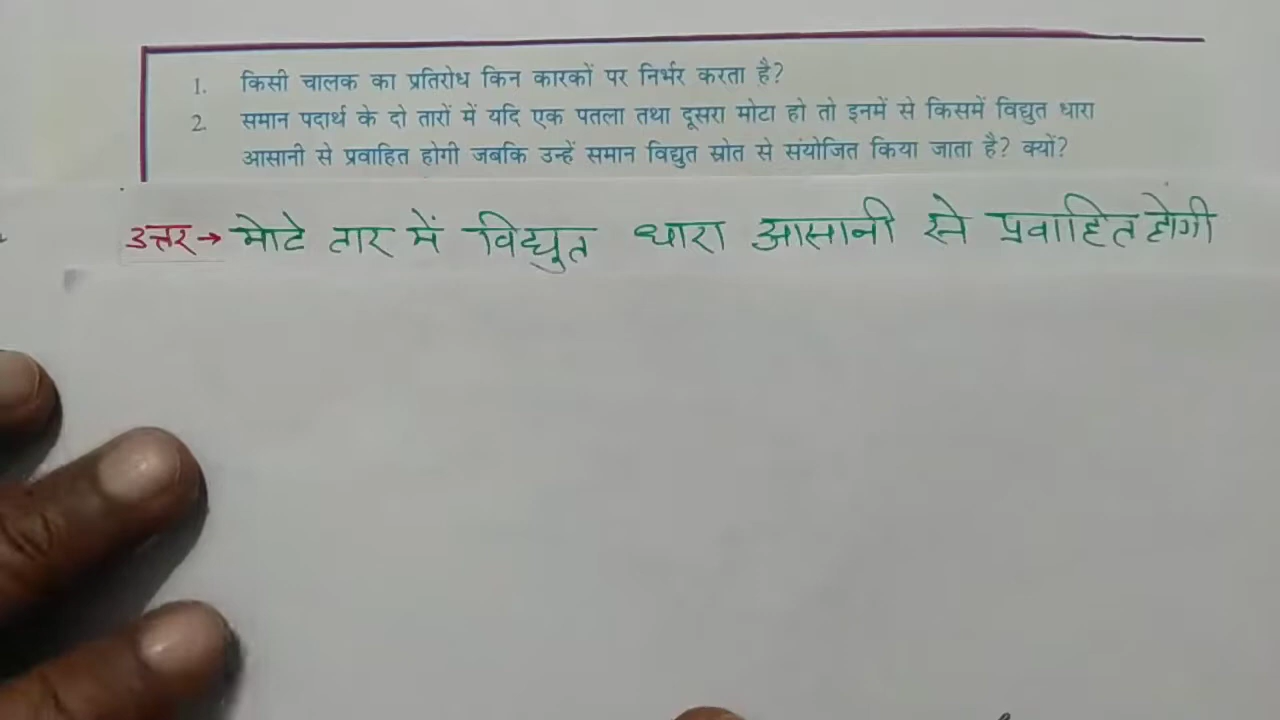 1. किसी चालक का प्रतिरोध किन कारकों पर निर्भर करता है?
2. समान पदार्थ के दो तारों में यदि एक पतला तथा दूसरा मोटा हो तो इनमें से किसमें विद्युत धारा
आसानी से प्रवाहित होगी जबकि उन्हें समान विद्युत स्रोत से संयोजित किया जाता है? क्यों?
उत्तर → मोटे तार में विद्युत धारा आसानी से प्रवाहित होगी